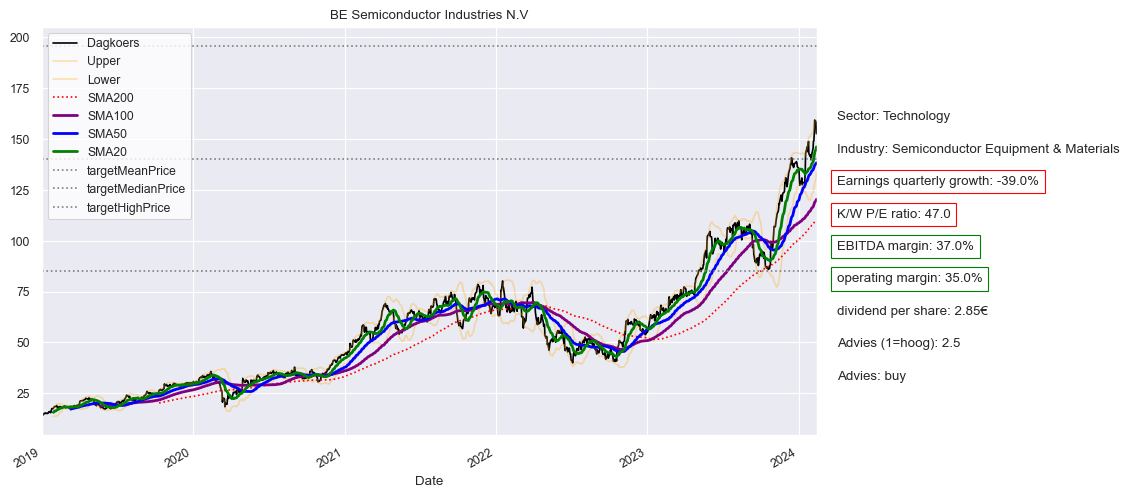 BE Semiconductor Industries N.V
200
175
150
125
100
75
50
25
Dagkoers
Upper
Lower
SMA200
SMA100
SMA50
SMA20
targetMeanPrice
targetMedianPrice
targetHighPrice
2019
2020
2021
2022
2023
2024
Date
Sector: Technology
Industry: Semiconductor Equipment & Materials
Earnings quarterly growth: -39.0%
K/W P/E ratio: 47.0
EBITDA margin: 37.0%
operating margin: 35.0%
dividend per share: 2.85€
Advies (1=hoog): 2.5
Advies: buy